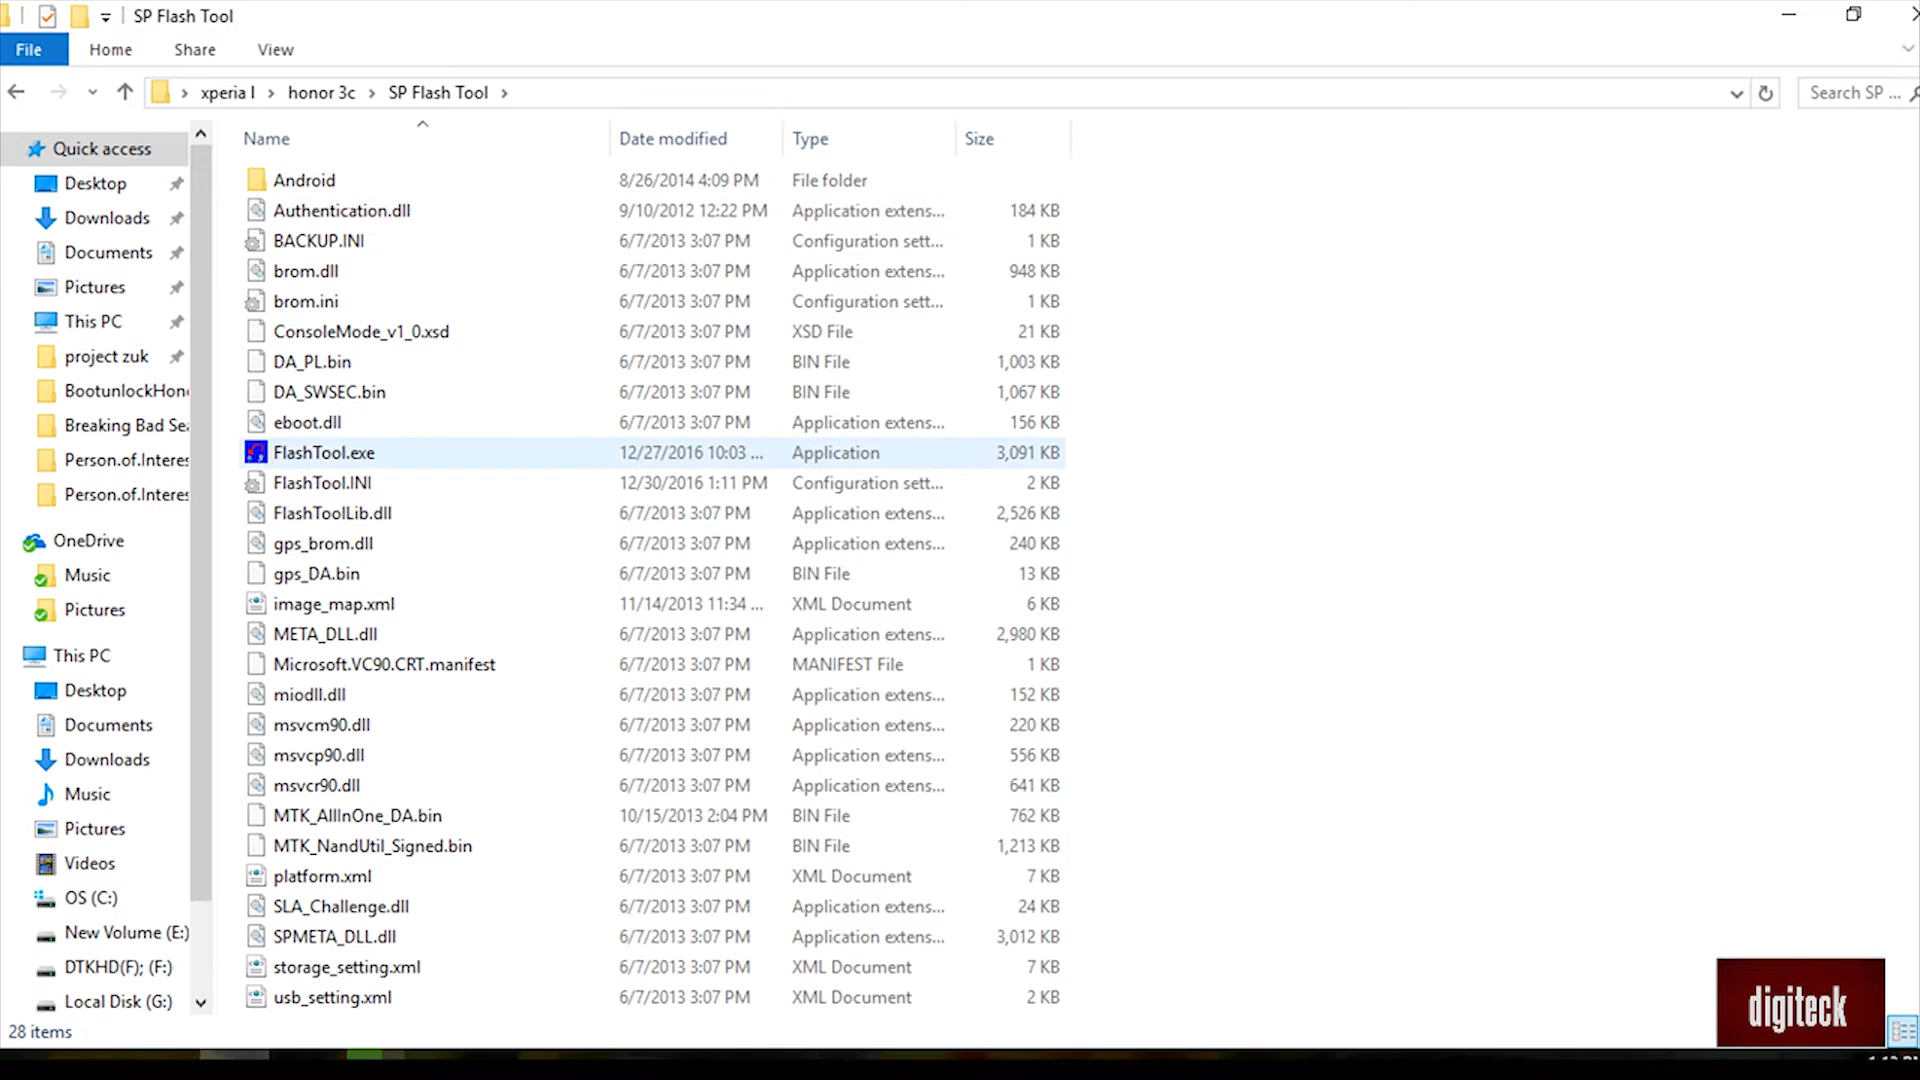 SP Flash Tool
File Home Share View
xperia l honor 3c SP Flash Tool Search SP ...
Name Date modified Type Size
Quick access
Desktop
Downloads
Documents
Pictures
This PC
project zuk
BootunlockHon
Breaking Bad Sea
Person.of.Interes
Person.of.Interes
OneDrive
Music
Pictures
This PC
Desktop
Documents
Downloads
Music
Pictures
Videos
OS (C:)
New Volume (E:)
DTKHD(F); (F:)
Local Disk (G:)
Android 8/26/2014 4:09 PM File folder
Authentication.dll 9/10/2012 12:22 PM Application extens... 184 KB
BACKUP.INI 6/7/2013 3:07 PM Configuration sett... 1 KB
brom.dll 6/7/2013 3:07 PM Application extens... 948 KB
brom.ini 6/7/2013 3:07 PM Configuration sett... 1 KB
ConsoleMode_v1_0.xsd 6/7/2013 3:07 PM XSD File 21 KB
DA_PL.bin 6/7/2013 3:07 PM BIN File 1,003 KB
DA_SWSEC.bin 6/7/2013 3:07 PM BIN File 1,067 KB
eboot.dll 6/7/2013 3:07 PM Application extens... 156 KB
FlashTool.exe 12/27/2016 10:03 ... Application 3,091 KB
FlashTool.INI 12/30/2016 1:11 PM Configuration sett... 2 KB
FlashToolLib.dll 6/7/2013 3:07 PM Application extens... 2,526 KB
gps_brom.dll 6/7/2013 3:07 PM Application extens... 240 KB
gps_DA.bin 6/7/2013 3:07 PM BIN File 13 KB
image_map.xml 11/14/2013 11:34 ... XML Document 6 KB
META_DLL.dll 6/7/2013 3:07 PM Application extens... 2,980 KB
Microsoft.VC90.CRT.manifest 6/7/2013 3:07 PM MANIFEST File 1 KB
miodll.dll 6/7/2013 3:07 PM Application extens... 152 KB
msvcm90.dll 6/7/2013 3:07 PM Application extens... 220 KB
msvcp90.dll 6/7/2013 3:07 PM Application extens... 556 KB
msvcr90.dll 6/7/2013 3:07 PM Application extens... 641 KB
MTK_AllInOne_DA.bin 10/15/2013 2:04 PM BIN File 762 KB
MTK_NandUtil_Signed.bin 6/7/2013 3:07 PM BIN File 1,213 KB
platform.xml 6/7/2013 3:07 PM XML Document 7 KB
SLA_Challenge.dll 6/7/2013 3:07 PM Application extens... 24 KB
SPMETA_DLL.dll 6/7/2013 3:07 PM Application extens... 3,012 KB
storage_setting.xml 6/7/2013 3:07 PM XML Document 7 KB
usb_setting.xml 6/7/2013 3:07 PM XML Document 2 KB
28 items
digiteck